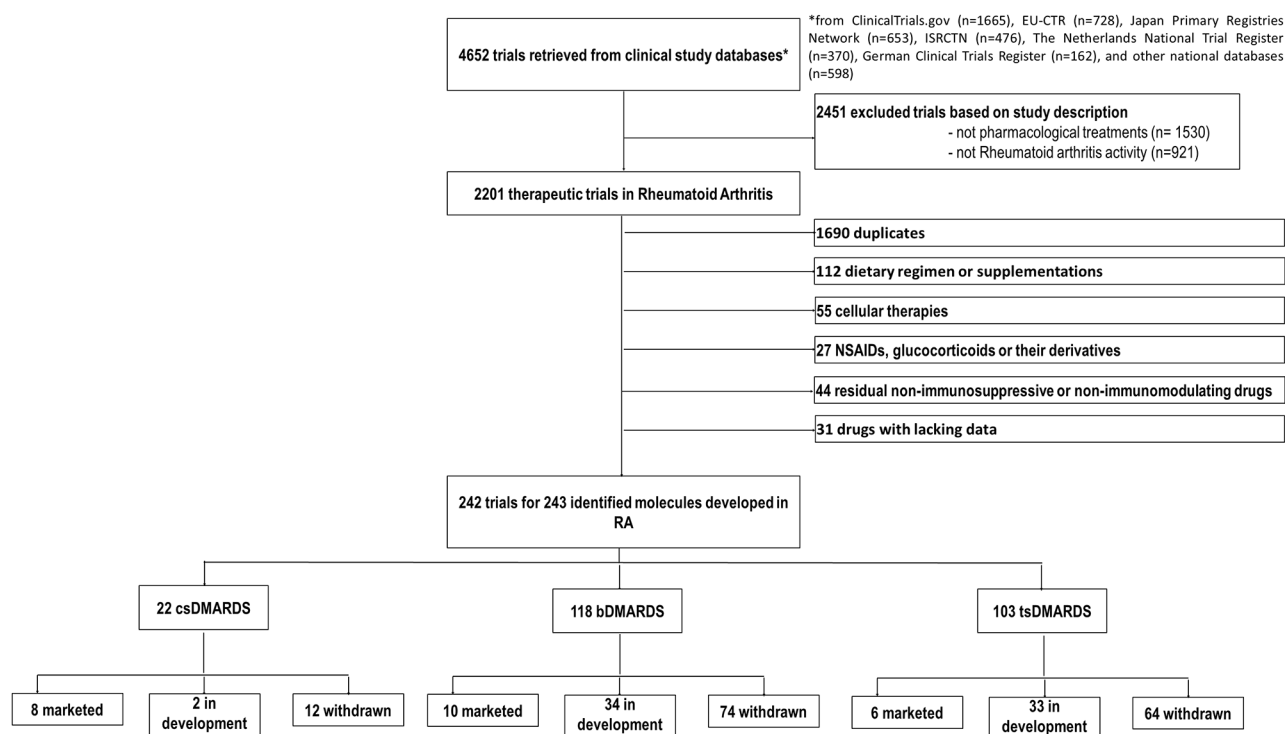 4652 trials retrieved from clinical study databases*
*from ClinicalTrials.gov (n=1665), EU-CTR (n=728), Japan Primary Registries
Network (n=653), ISRCTN (n=476), The Netherlands National Trial Register
(n=370), German Clinical Trials Register (n=162), and other national databases
(n=598)
2451 excluded trials based on study description
- not pharmacological treatments (n= 1530)
- not Rheumatoid arthritis activity (n=921)
2201 therapeutic trials in Rheumatoid Arthritis
1690 duplicates
112 dietary regimen or supplementations
55 cellular therapies
27 NSAIDs, glucocorticoids or their derivatives
44 residual non-immunosuppressive or non-immunomodulating drugs
31 drugs with lacking data
242 trials for 243 identified molecules developed in
RA
22 csDMARDS
118 bDMARDS
103 tsDMARDS
8 marketed
2 in
development
12 withdrawn
10 marketed
34 in
development
74 withdrawn
6 marketed
33 in
development
64 withdrawn